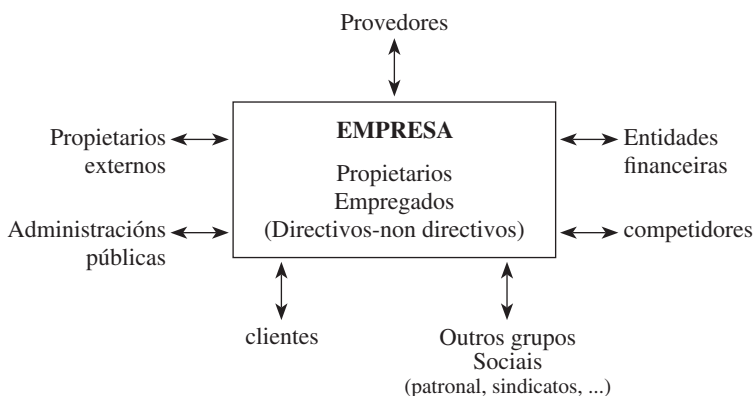 Provedores
EMPRESA
Propietarios
Empregados
(Directivos-non directivos)
Propietarios
externos
Administracións
públicas
Entidades
financeiras
competidores
clientes
Outros grupos
Sociais
(patronal, sindicatos, ...)